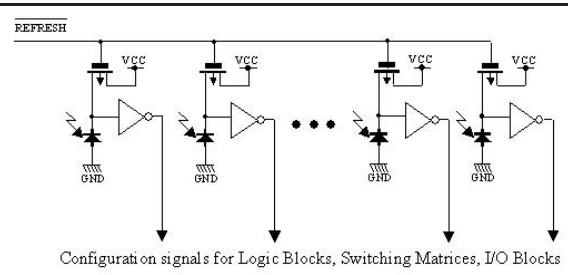 REFRESH
VCC VCC VCC VCC
GND GND GND GND
Configuration signals for Logic Blocks, Switching Matrices, I/O Blocks